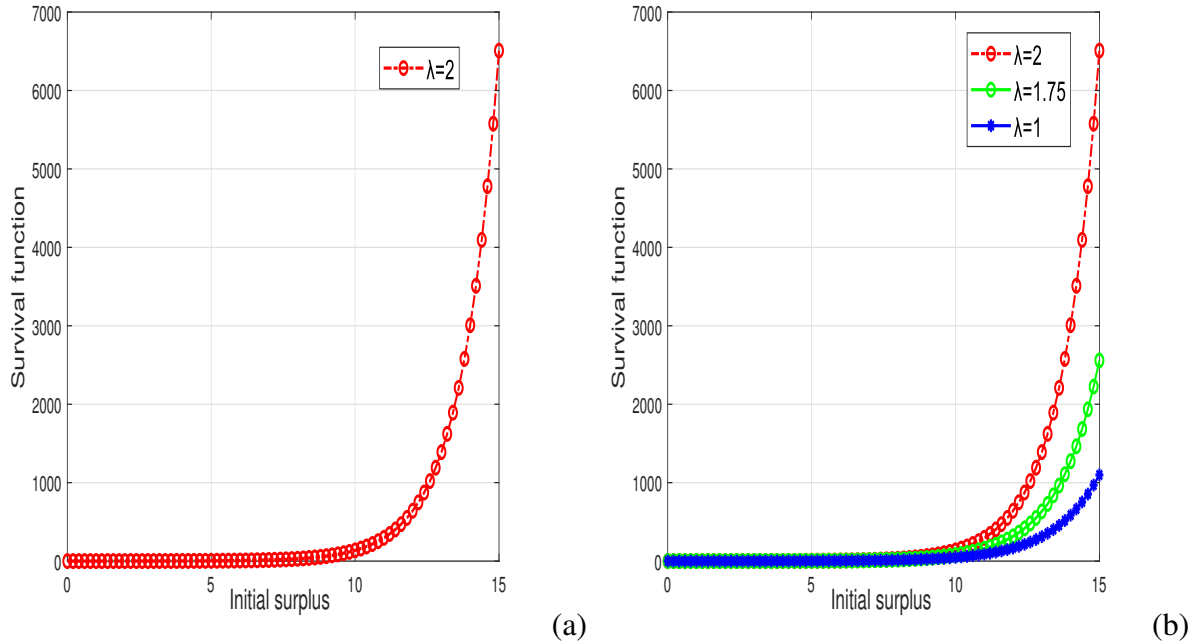 7000
6000
5000
4000
3000
2000
1000
0
Survival function
λ=2
0 5 10 15
Initial surplus
(a)
7000
6000
5000
4000
3000
2000
1000
0
Survival function
λ=2
λ=1.75
λ=1
0 5 10 15
Initial surplus
(b)